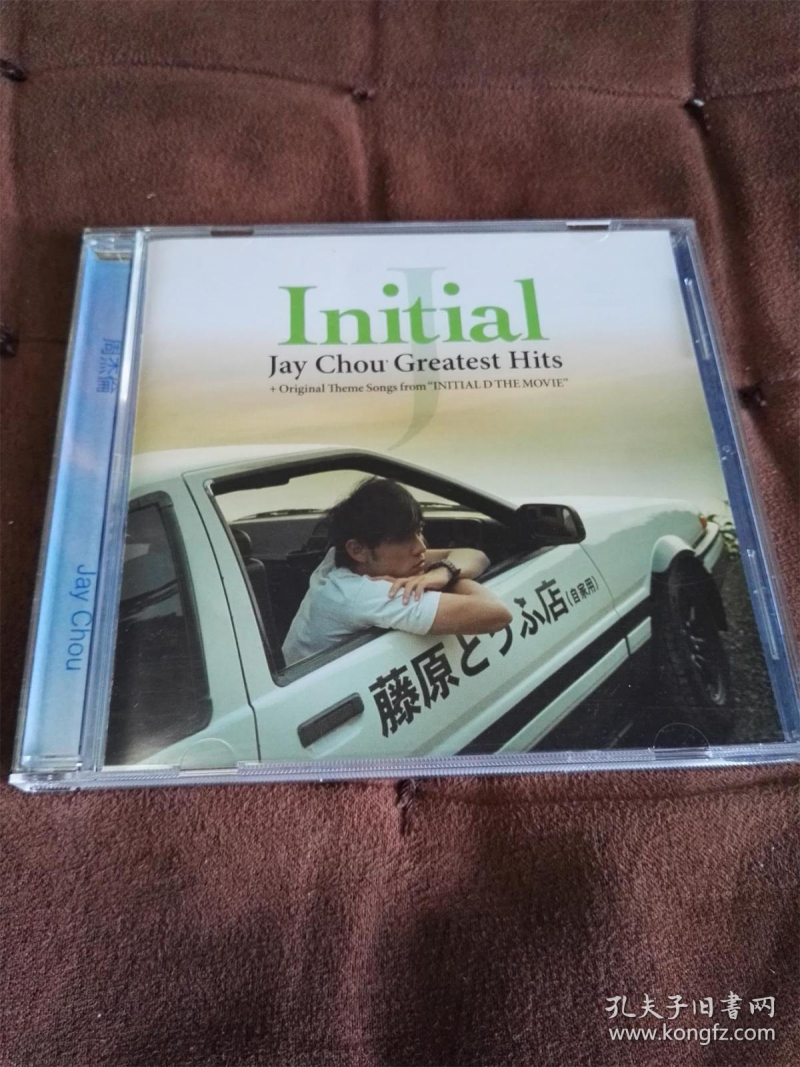 J
Initial
Jay Chou Greatest Hits
+ Original Theme Songs from "INITIAL D THE MOVIE"
周杰倫
Jay Chou
藤原とうふ店(自家用)
孔夫子旧書网
www.kongfz.com